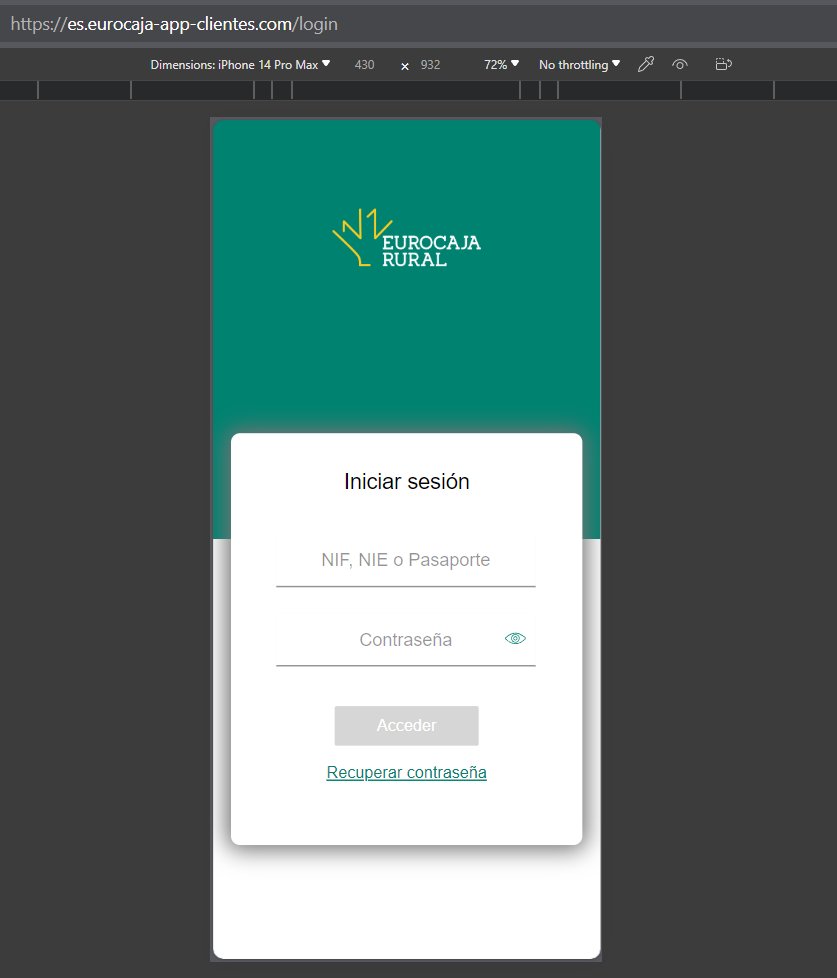 https://es.eurocaja-app-clientes.com/login
Dimensions: iPhone 14 Pro Max 430 × 932 72% No throttling
EUROCAJA
RURAL
Iniciar sesión
NIF, NIE o Pasaporte
Contraseña
Acceder
Recuperar contraseña